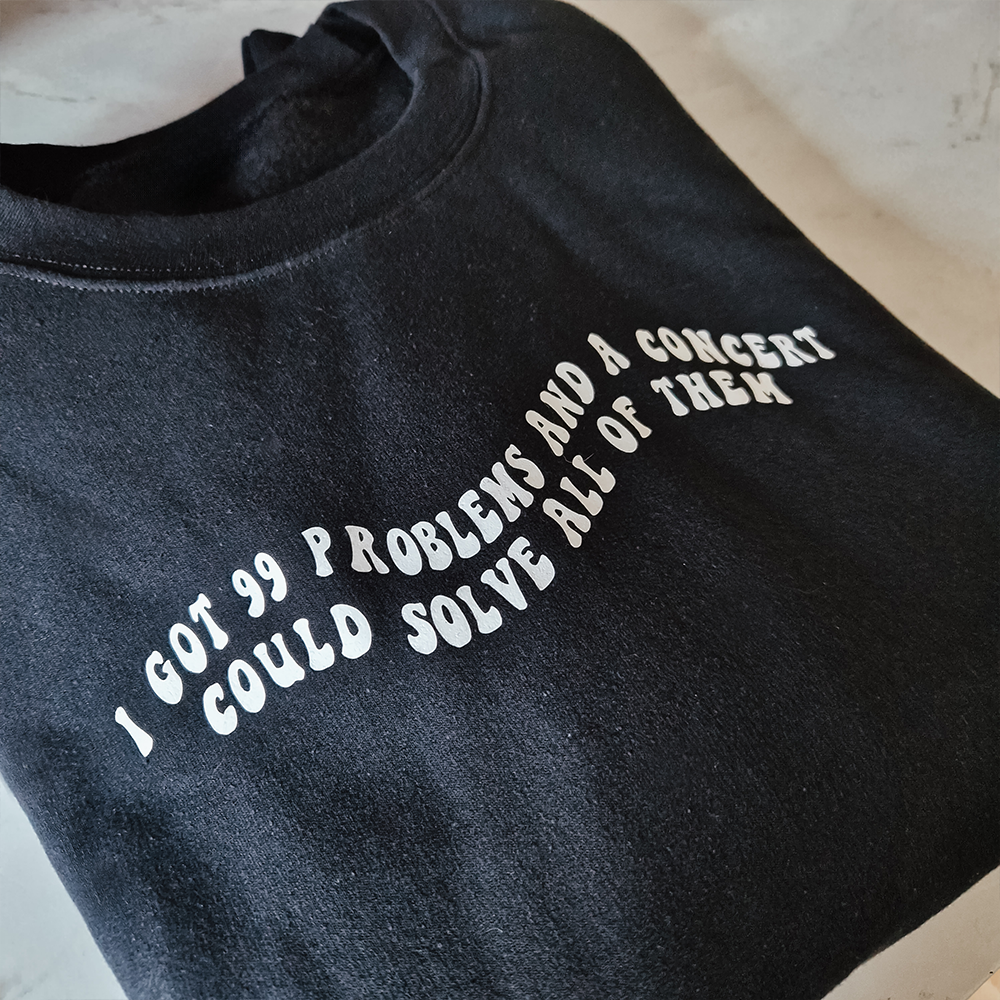 I GOT 99 PROBLEMS AND A CONCERT
COULD SOLVE ALL OF THEM